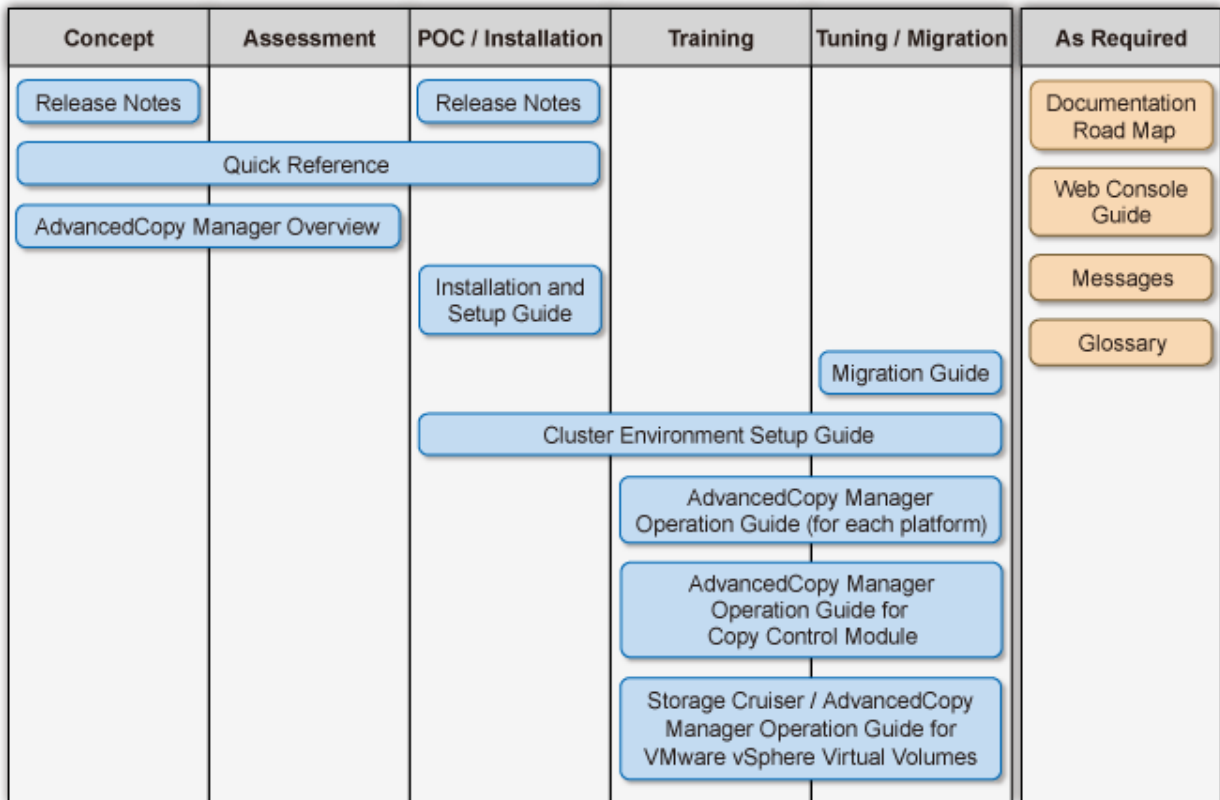 Concept
Assessment
POC / Installation
Training
Tuning / Migration
As Required
Release Notes
Release Notes
Quick Reference
AdvancedCopy Manager Overview
Installation and
Setup Guide
Migration Guide
Cluster Environment Setup Guide
AdvancedCopy Manager
Operation Guide (for each platform)
AdvancedCopy Manager
Operation Guide for
Copy Control Module
Storage Cruiser / AdvancedCopy
Manager Operation Guide for
VMware vSphere Virtual Volumes
Documentation
Road Map
Web Console
Guide
Messages
Glossary